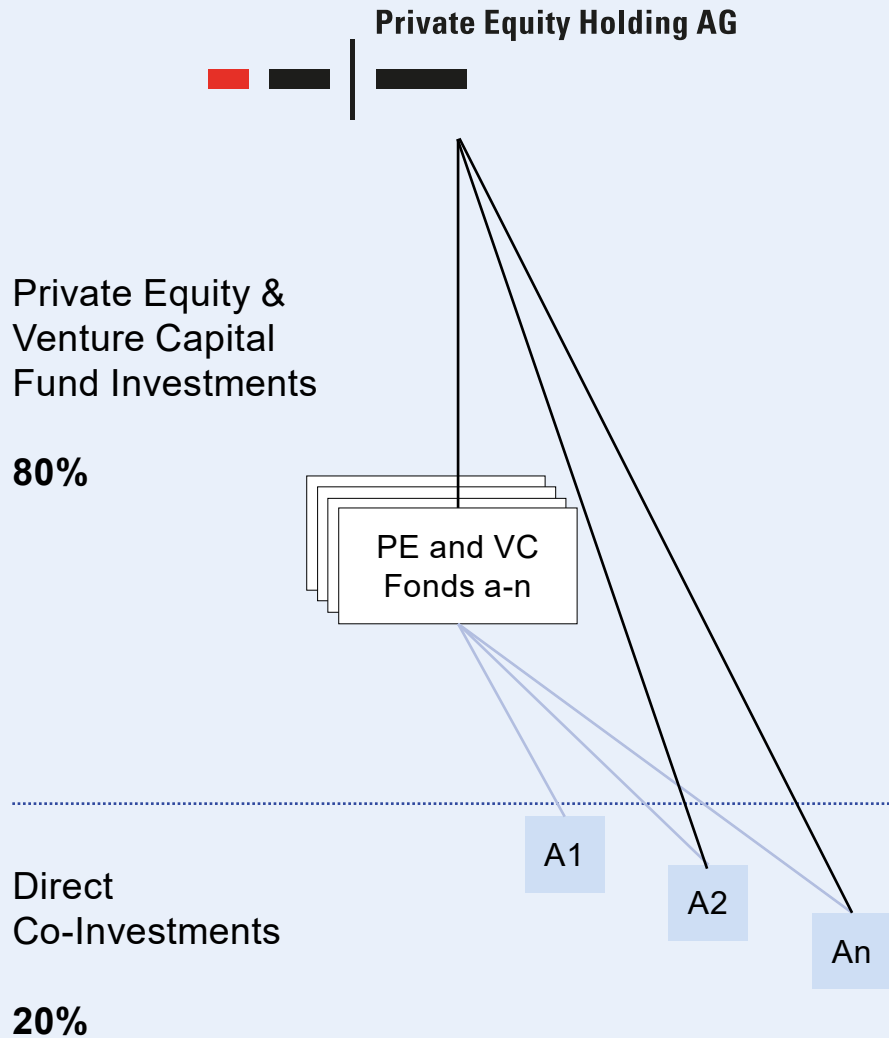 Private Equity Holding AG
Private Equity &
Venture Capital
Fund Investments
80%
PE and VC
Fonds a-n
A1
A2
An
Direct
Co-Investments
20%